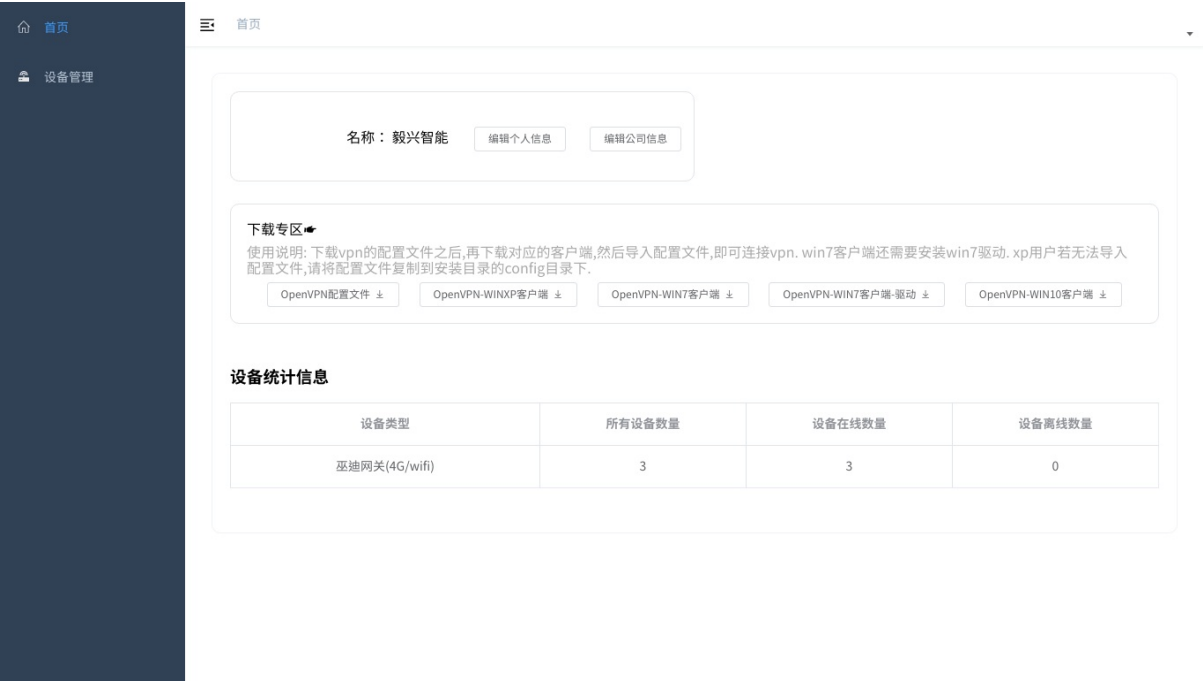 首页
设备管理
首页
名称： 毅兴智能 编辑个人信息 编辑公司信息
下载专区
使用说明: 下载vpn的配置文件之后,再下载对应的客户端,然后导入配置文件,即可连接vpn. win7客户端还需要安装win7驱动. xp用户若无法导入
配置文件,请将配置文件复制到安装目录的config目录下.
OpenVPN配置文件 OpenVPN-WINXP客户端 OpenVPN-WIN7客户端 OpenVPN-WIN7客户端-驱动 OpenVPN-WIN10客户端
设备统计信息
设备类型 所有设备数量 设备在线数量 设备离线数量
巫迪网关(4G/wifi) 3 3 0